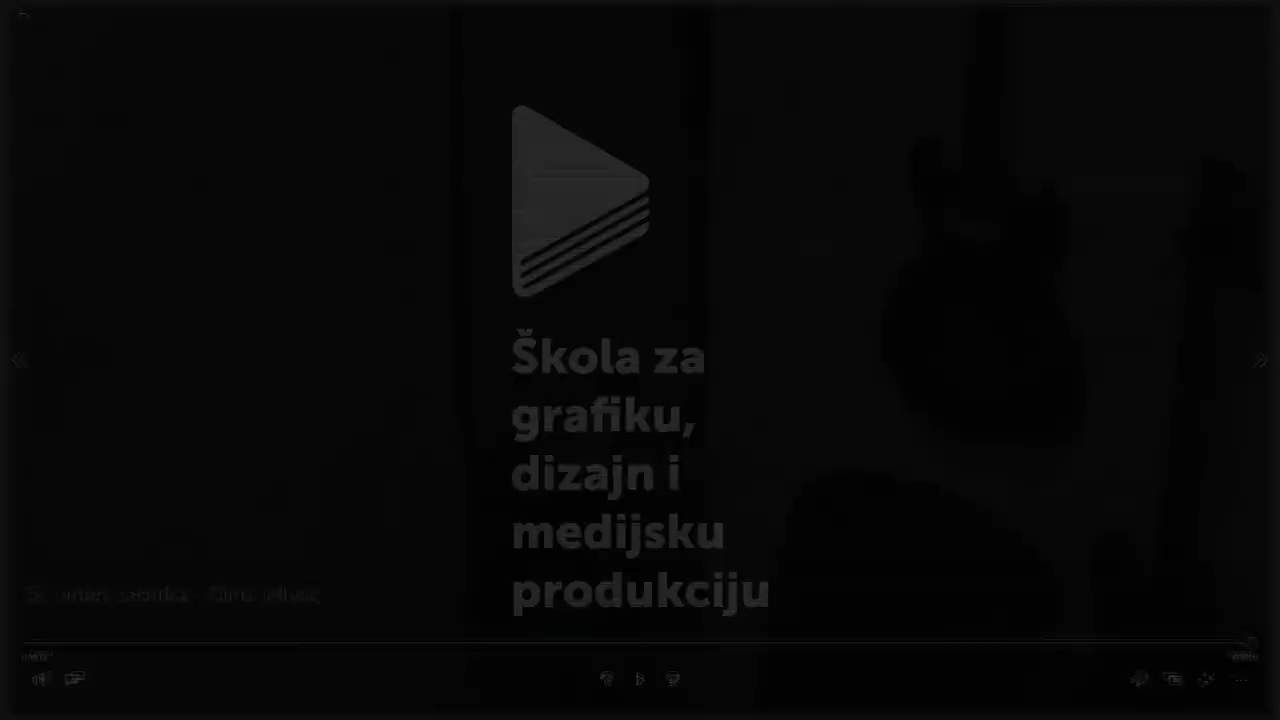 Škola za
grafiku,
dizajn i
medijsku
produkciju